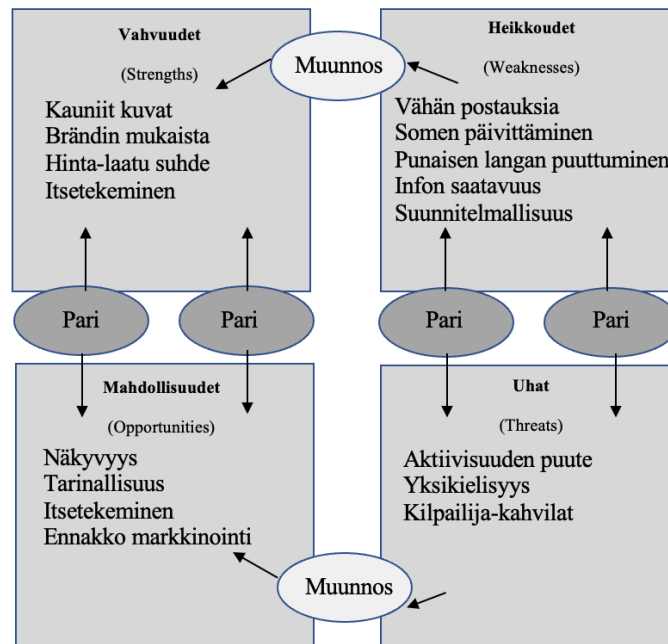 Vahvuudet
(Strengths)
Kauniit kuvat
Brändin mukaista
Hinta-laatu suhde
Itsetekeminen
Muunnos
Heikkoudet
(Weaknesses)
Vähän postauksia
Somen päivittäminen
Punaisen langan puuttuminen
Infon saatavuus
Suunnitelmallisuus
Pari
Pari
Pari
Pari
Mahdollisuudet
(Opportunities)
Näkyvyys
Tarinallisuus
Itsetekeminen
Ennakko markkinointi
Muunnos
Uhat
(Threats)
Aktiivisuuden puute
Yksikielisyys
Kilpailija-kahvilat